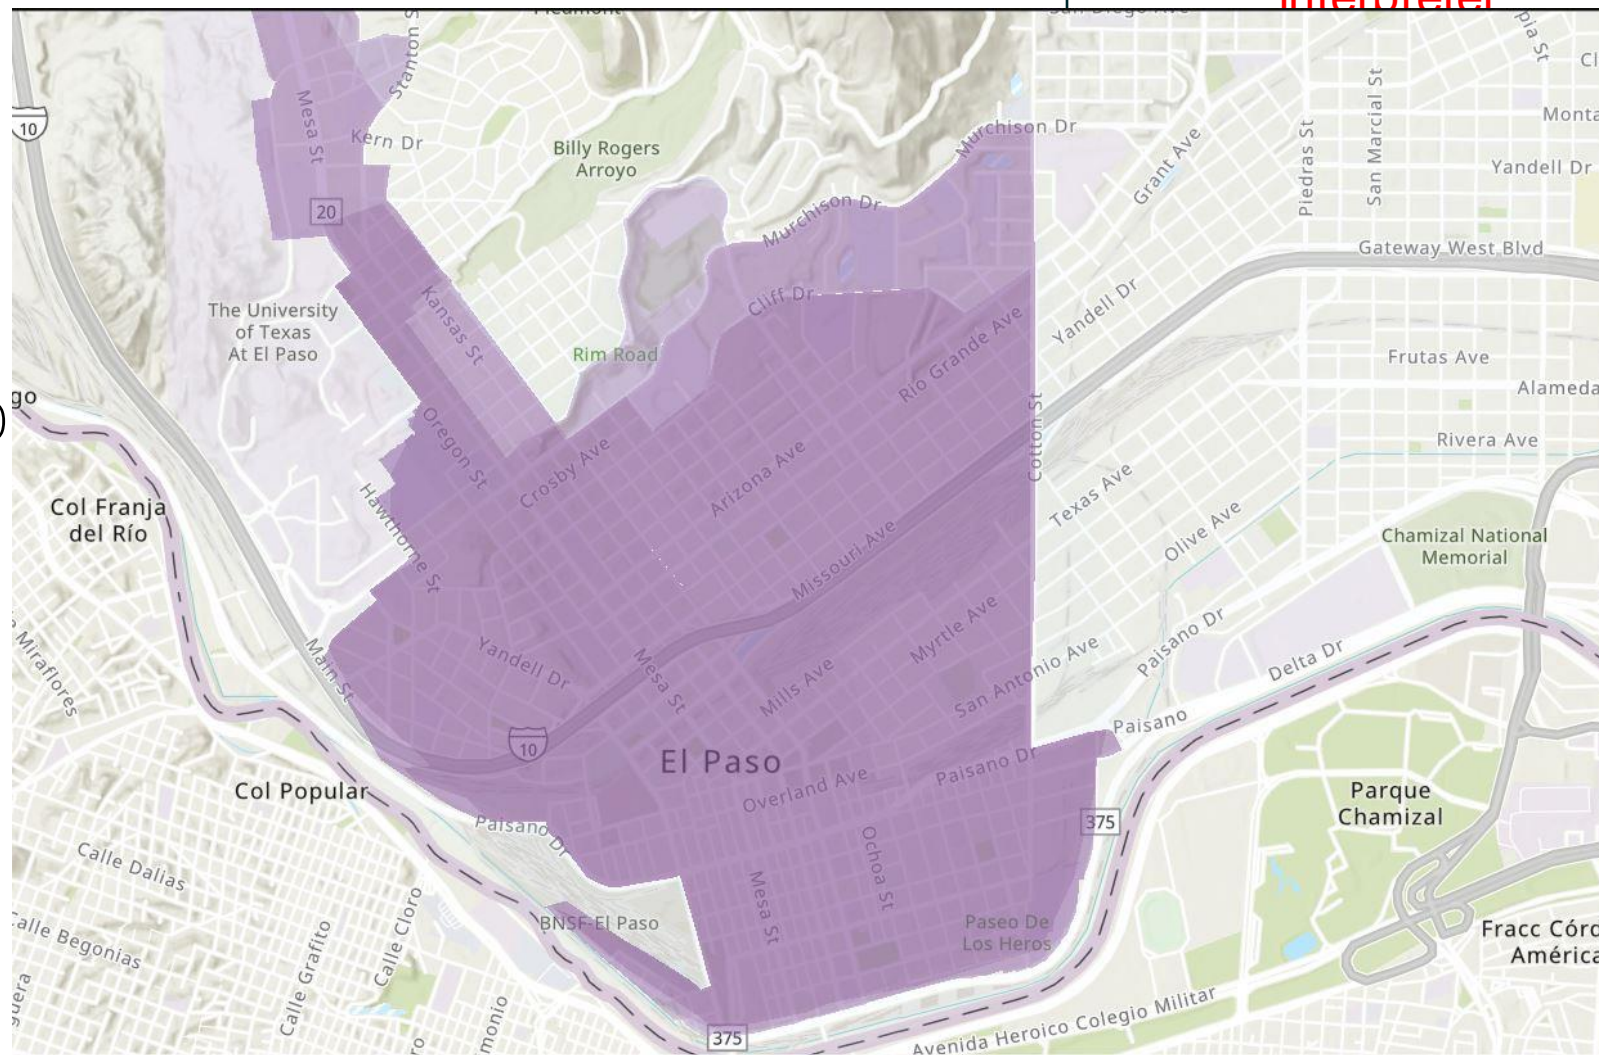 interpreter
San Diego Ave
Piedmont
Stanton S
pia St
Cl
10
Mesa St
Kern Dr
Billy Rogers
Arroyo
Murchison Dr
Grant Ave
Piedras St
San Marcial St
Monta
Yandell Dr
20
Murchison Dr
Gateway West Blvd
The University
of Texas
At El Paso
Kansas St
Cliff Dr
Yandell Dr
Rim Road
Rio Grande Ave
Frutas Ave
Alameda
go
)
Oregon St
Crosby Ave
Arizona Ave
Cotton St
Rivera Ave
Texas Ave
Col Franja
del Río
Hawthorne St
Missouri Ave
Olive Ave
Chamizal National
Memorial
Miraflores
Main St
Yandell Dr
Mesa St
Mills Ave
Myrtle Ave
San Antonio Ave
Paisano Dr
Delta Dr
10
El Paso
Paisano
Col Popular
Overland Ave
Paisano Dr
375
Parque
Chamizal
Paisano Dr
Calle Dalias
Ochoa St
Mesa St
Calle Cloro
BNSF-El Paso
Paseo De
Los Heros
Calle Begonias
Calle Grafito
Fracc Córd
América
guera
monio
ro
375
Avenida Heroico Colegio Militar